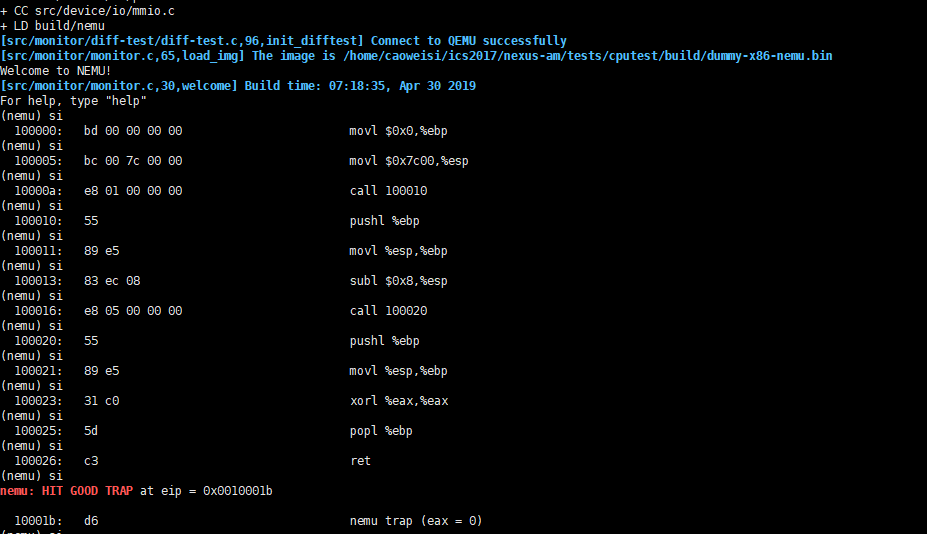 + CC src/device/io/mmio.c
+ LD build/nemu
[src/monitor/diff-test/diff-test.c,96,init_difftest] Connect to QEMU successfully
[src/monitor/monitor.c,65,load_img] The image is /home/caoweisi/ics2017/nexus-am/tests/cputest/build/dummy-x86-nemu.bin
Welcome to NEMU!
[src/monitor/monitor.c,30,welcome] Build time: 07:18:35, Apr 30 2019
For help, type "help"
(nemu) si
  100000:   bd 00 00 00 00                        movl $0x0,%ebp
(nemu) si
  100005:   bc 00 7c 00 00                        movl $0x7c00,%esp
(nemu) si
  10000a:   e8 01 00 00 00                        call 100010
(nemu) si
  100010:   55                                    pushl %ebp
(nemu) si
  100011:   89 e5                                 movl %esp,%ebp
(nemu) si
  100013:   83 ec 08                              subl $0x8,%esp
(nemu) si
  100016:   e8 05 00 00 00                        call 100020
(nemu) si
  100020:   55                                    pushl %ebp
(nemu) si
  100021:   89 e5                                 movl %esp,%ebp
(nemu) si
  100023:   31 c0                                 xorl %eax,%eax
(nemu) si
  100025:   5d                                    popl %ebp
(nemu) si
  100026:   c3                                    ret
(nemu) si
nemu: HIT GOOD TRAP at eip = 0x0010001b
  10001b:   d6                                    nemu trap (eax = 0)